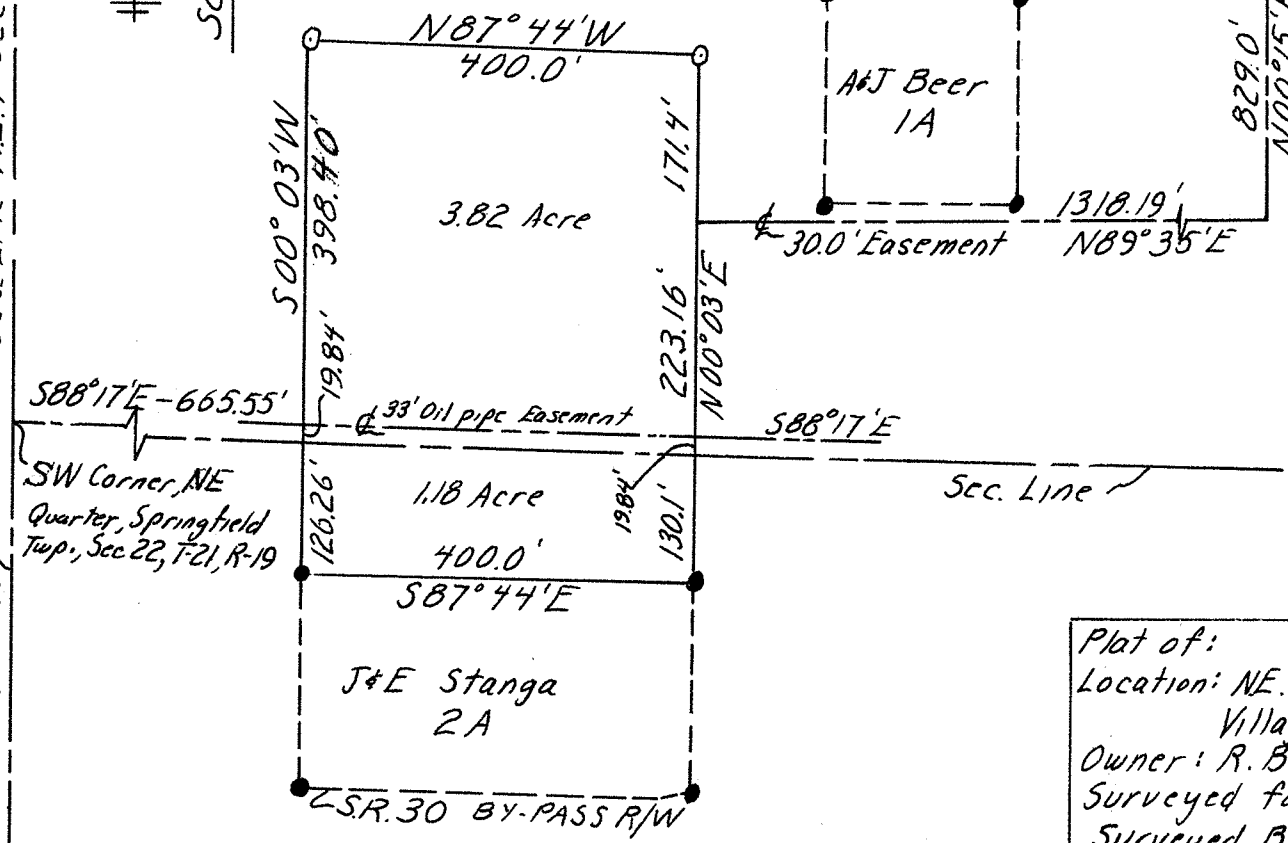 N87°44'W
400.0'
A&J Beer
1A
829.0'
N00°15'
S00°03'W
398.40'
171.4'
3.82 Acre
1318.19'
30.0' Easement
N89°35'E
223.16'
N00°03'E
19.84'
S88°17'E-665.55'
℄ 33' Oil pipe Easement
S88°17'E
SW Corner, NE
Quarter, Springfield
Twp., Sec 22, T-21, R-19
126.26'
1.18 Acre
19.84'
130.1'
Sec. Line
400.0'
S87°44'E
J&E Stanga
2A
S.R. 30 BY-PASS R/W
Plat of:
Location: NE.
Villa
Owner: R. B
Surveyed fo
Surveyed B